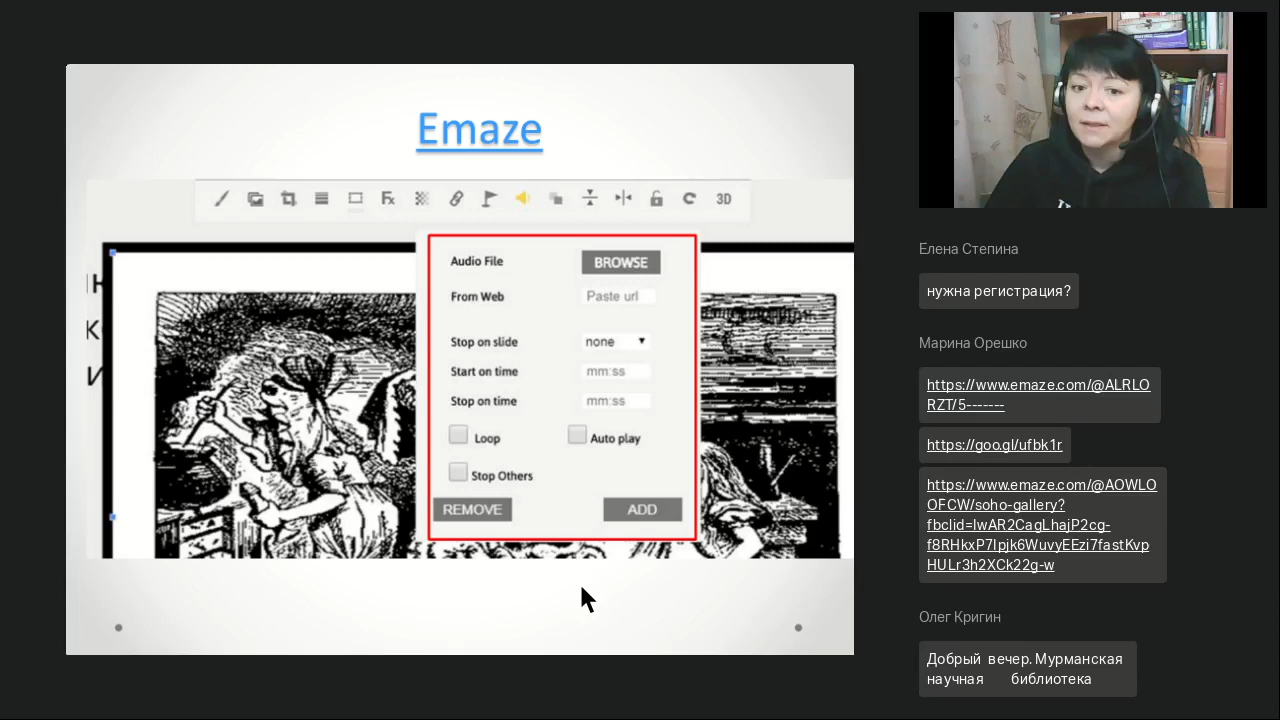 Emaze
Fx
3D
Audio File
BROWSE
From Web
Paste url
Stop on slide
none
Start on time
mm:ss
Stop on time
mm:ss
Loop
Auto play
Stop Others
REMOVE
ADD
Елена Степина
нужна регистрация?
Марина Орешко
https://www.emaze.com/@ALRLO
RZT/5-------
https://goo.gl/ufbk1r
https://www.emaze.com/@AOWLO
OFCW/soho-gallery?
fbclid=IwAR2CagLhajP2cg-
f8RHkxP7Ipjk6WuvyEEzi7fastKvp
HULr3h2XCk22g-w
Олег Кригин
Добрый вечер. Мурманская
научная библиотека